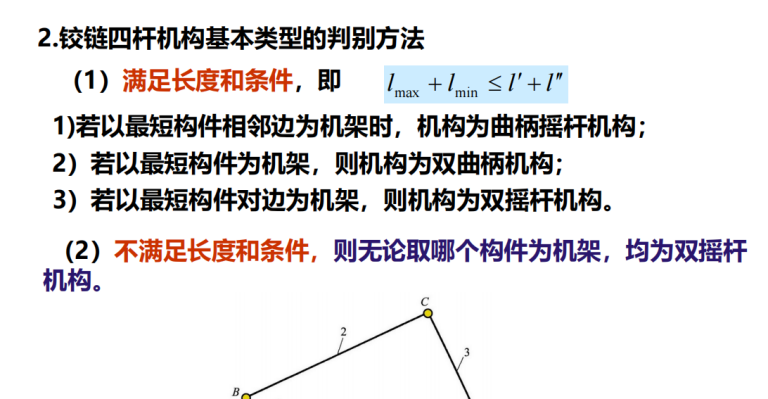 2.铰链四杆机构基本类型的判别方法
（1）满足长度和条件，即 l_max + l_min ≤ l′ + l″
1)若以最短构件相邻边为机架时，机构为曲柄摇杆机构；
2）若以最短构件为机架，则机构为双曲柄机构；
3）若以最短构件对边为机架，则机构为双摇杆机构。
（2）不满足长度和条件，则无论取哪个构件为机架，均为双摇杆
机构。
C
2
3
B